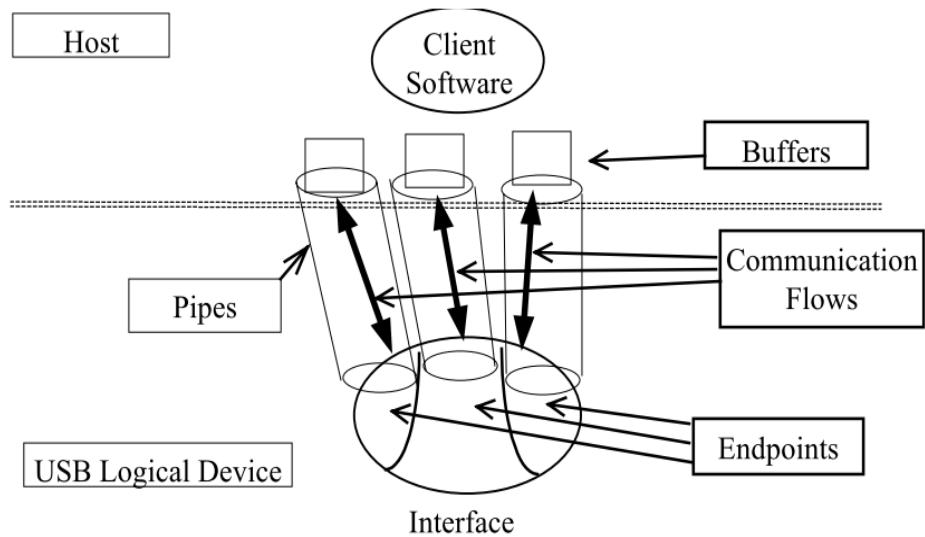 Host
Client
Software
Buffers
Communication
Flows
Pipes
Endpoints
USB Logical Device
Interface